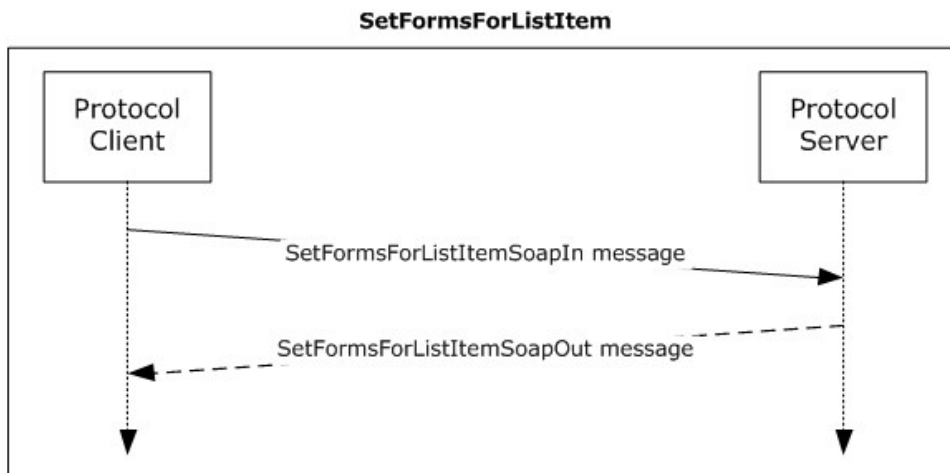 SetFormsForListItem
Protocol
Client
Protocol
Server
SetFormsForListItemSoapIn message
SetFormsForListItemSoapOut message